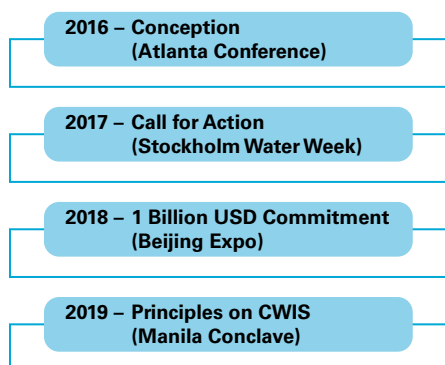 2016 – Conception
(Atlanta Conference)
2017 – Call for Action
(Stockholm Water Week)
2018 – 1 Billion USD Commitment
(Beijing Expo)
2019 – Principles on CWIS
(Manila Conclave)